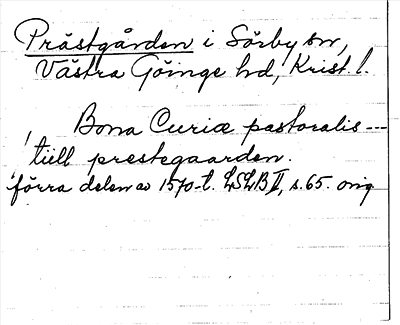 Prästgården i Sörby sn,
Västra Göinge hd, Krist. l.
Bona Curiæ pastoralis ---
tiill prestegaarden.
förra delen av 1570-t. LSLB II, s. 65. orig